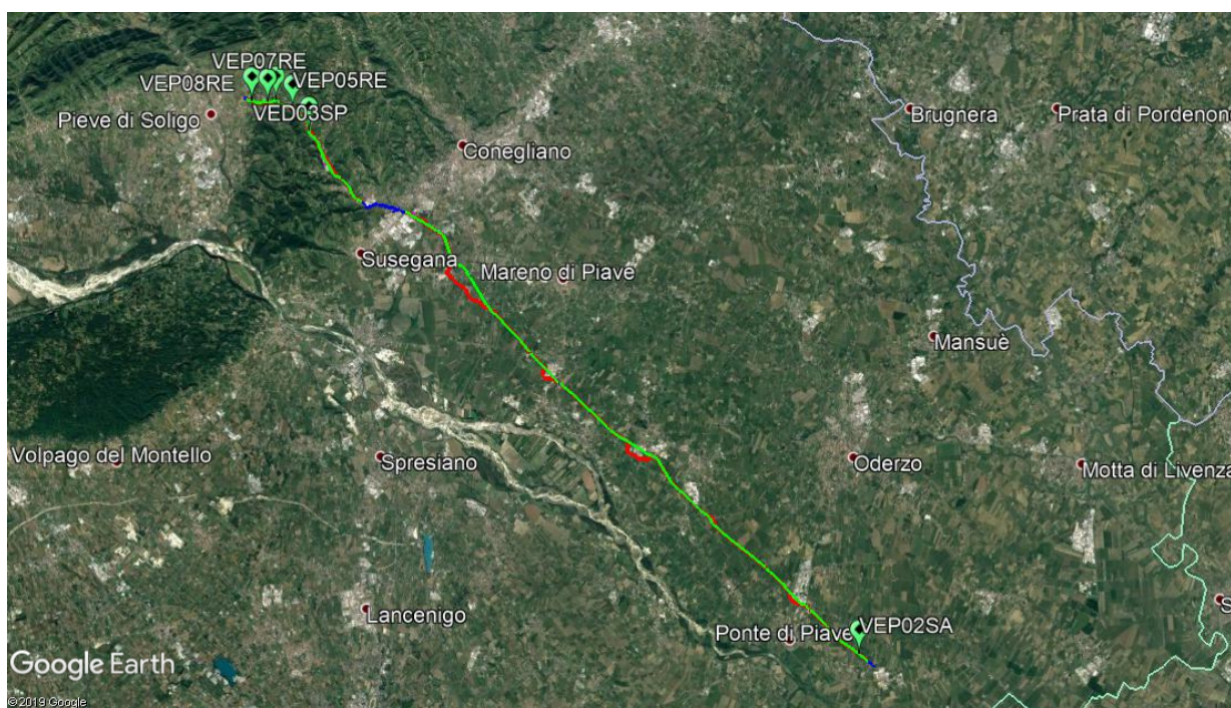 VEP07RE
VEP08RE
VEP05RE
VED03SP
Pieve di Soligo
Brugnera
Prata di Pordenon
Conegliano
Susegana
Mareno di Piave
Mansuè
Volpago del Montello
Spresiano
Oderzo
Motta di Livenza
Lancenigo
S
Ponte di Piave
VEP02SA
Google Earth
©2019 Google